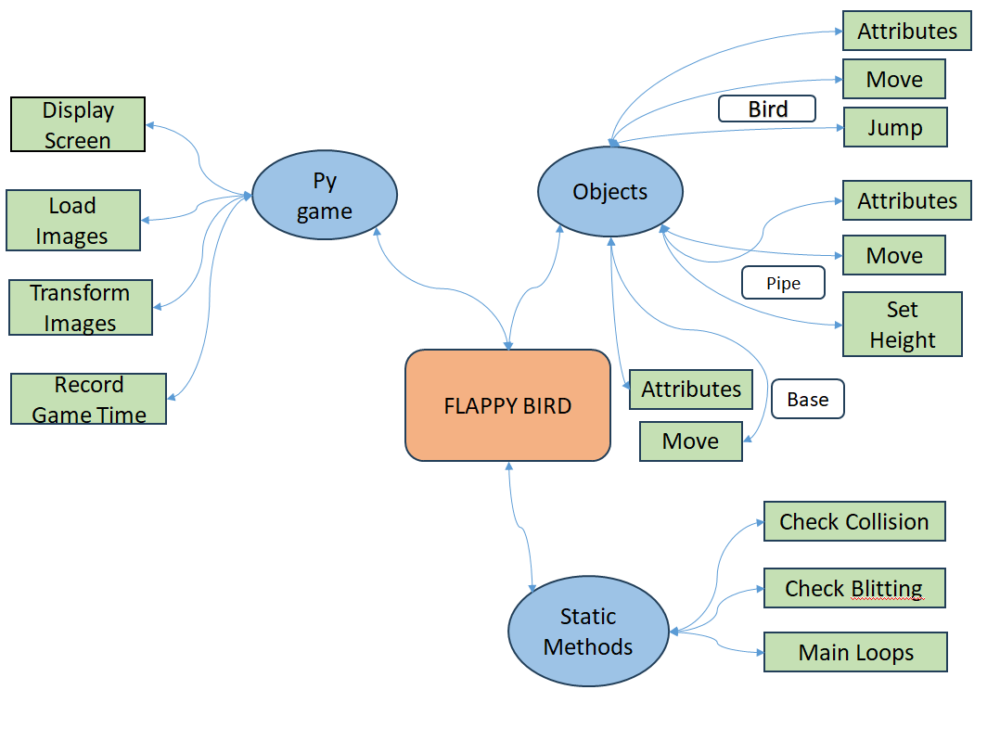 Display
Screen
Load
Images
Transform
Images
Record
Game Time
Py
game
Objects
Attributes
Move
Bird
Jump
Attributes
Move
Pipe
Set
Height
FLAPPY BIRD
Attributes
Base
Move
Static
Methods
Check Collision
Check Blitting
Main Loops